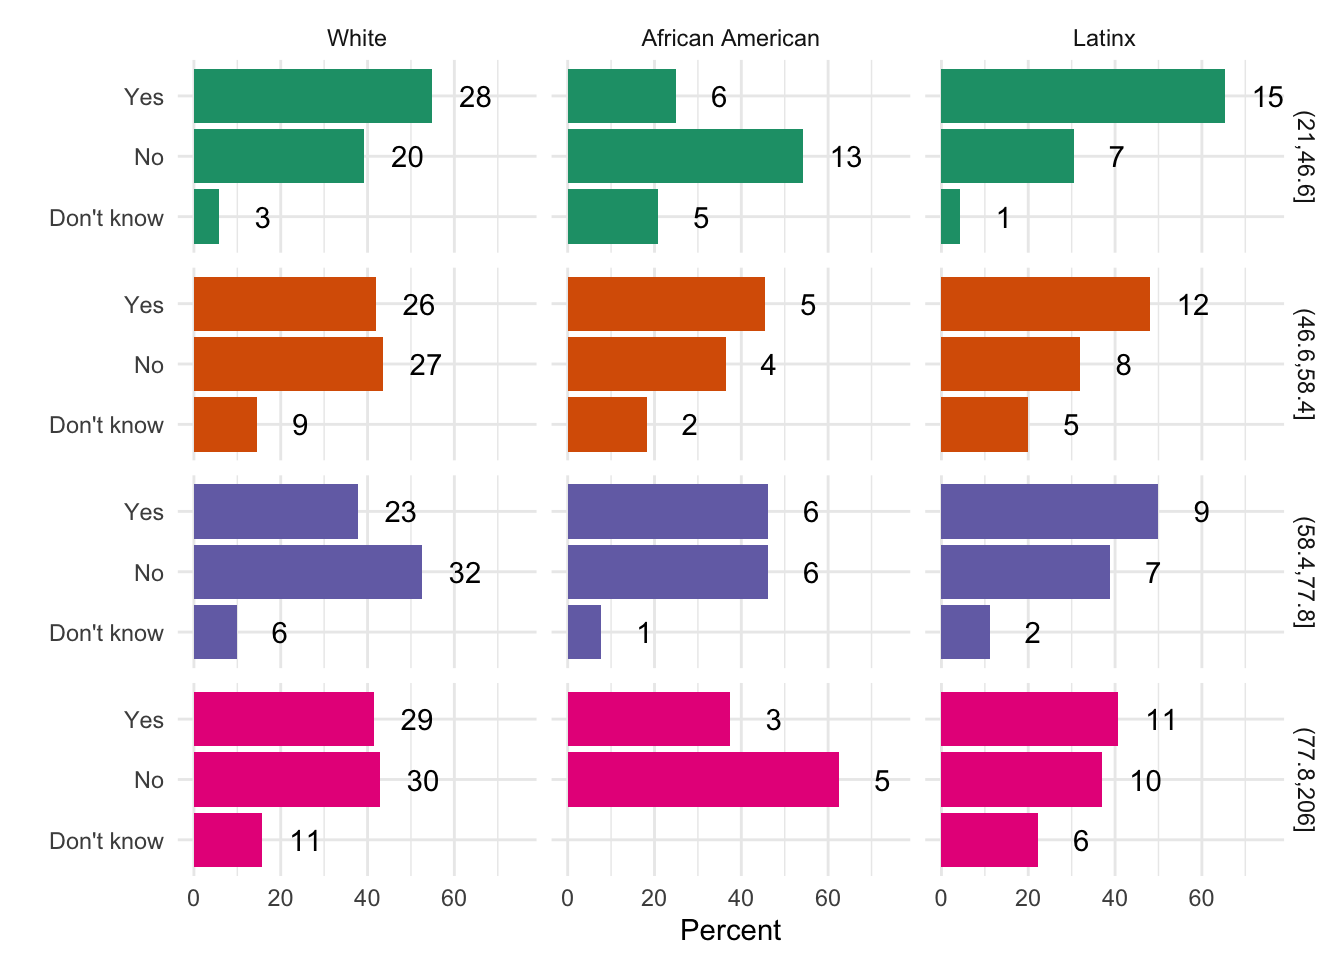 White African American Latinx
Yes 28 6 15
No 20 13 7
Don't know 3 5 1
(21,46.6]
Yes 26 5 12
No 27 4 8
Don't know 9 2 5
(46.6,58.4]
Yes 23 6 9
No 32 6 7
Don't know 6 1 2
(58.4,77.8]
Yes 29 3 11
No 30 5 10
Don't know 11 6
(77.8,206]
0 20 40 60 0 20 40 60 0 20 40 60
Percent